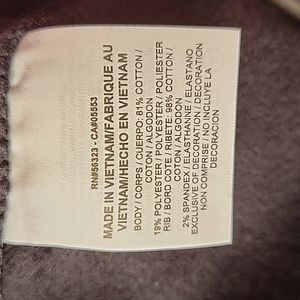 RN#56323 - CA#05553
MADE IN VIETNAM/FABRIQUE AU
VIETNAM/HECHO EN VIETNAM
BODY / CORPS / CUERPO: 81% COTTON /
COTON / ALGODON
19% POLYESTER / POLYESTER / POLIESTER
RIB / BORD COTE / RIBETE: 98% COTTON /
COTON / ALGODON
2% SPANDEX / ELASTHANNE / ELASTANO
EXCLUSIVE OF DECORATION / DECORATION
NON COMPRISE / NO INCLUYE LA
DECORACION